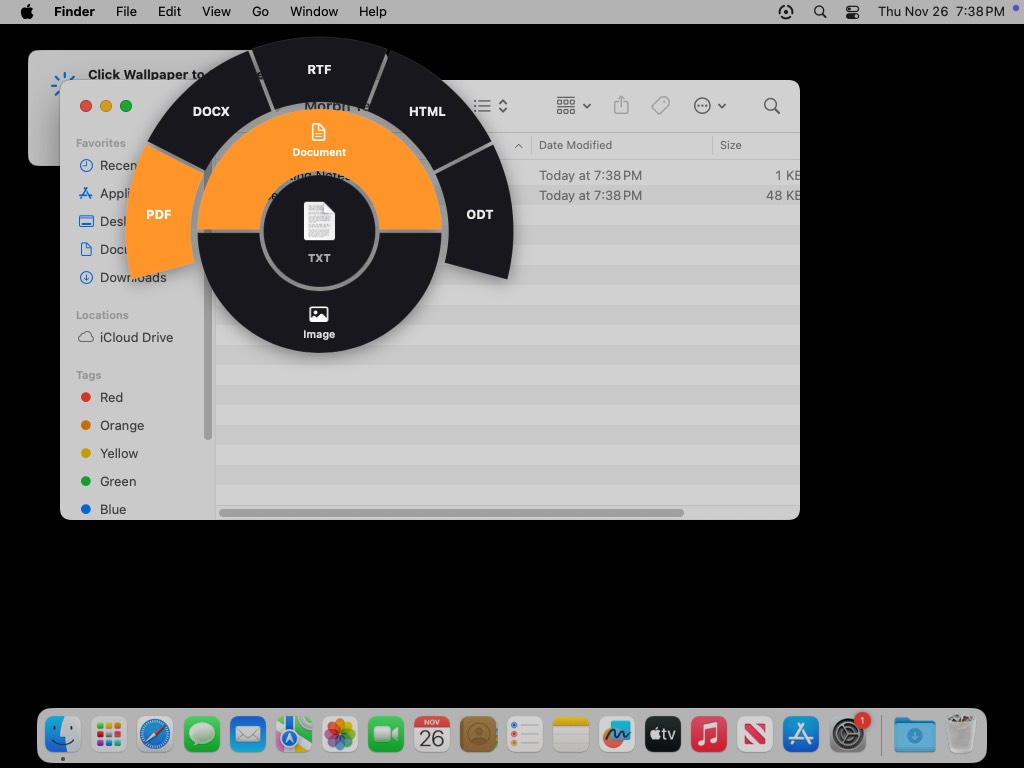 Finder File Edit View Go Window Help Thu Nov 26 7:38 PM
Click Wallpaper to
RTF
DOCX
HTML
PDF
ODT
Document
TXT
Image
Favorites
Downloads
Locations
iCloud Drive
Tags
Red
Orange
Yellow
Green
Blue
Date Modified Size
Today at 7:38 PM 1 KB
Today at 7:38 PM 48 KB
NOV
26
tv
1